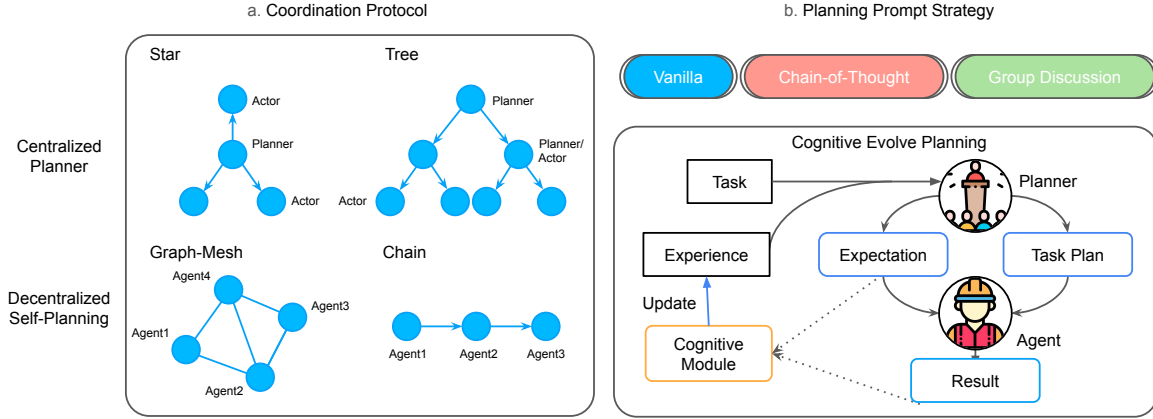 a. Coordination Protocol
b. Planning Prompt Strategy
Star
Tree
Actor
Planner
Actor
Planner
Planner/
Actor
Actor
Centralized
Planner
Graph-Mesh
Chain
Agent4
Agent3
Agent1
Agent2
Agent1
Agent2
Agent3
Decentralized
Self-Planning
Vanilla
Chain-of-Thought
Group Discussion
Cognitive Evolve Planning
Task
Planner
Experience
Expectation
Task Plan
Update
Cognitive
Module
Agent
Result